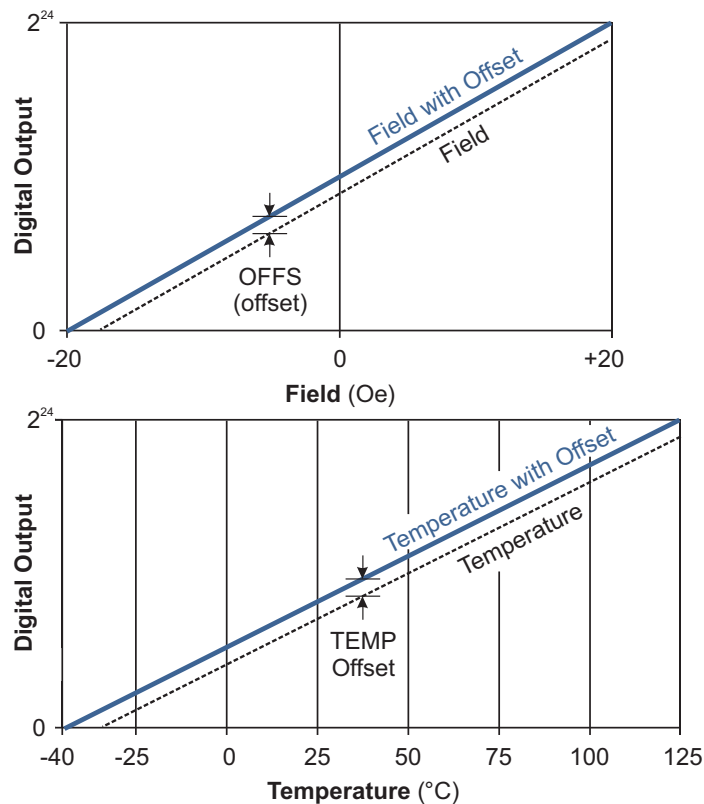 2^24
Digital Output
Field with Offset
Field
OFFS
(offset)
0
-20
0
+20
Field (Oe)
2^24
Digital Output
Temperature with Offset
Temperature
TEMP
Offset
0
-40
-25
0
25
50
75
100
125
Temperature (°C)